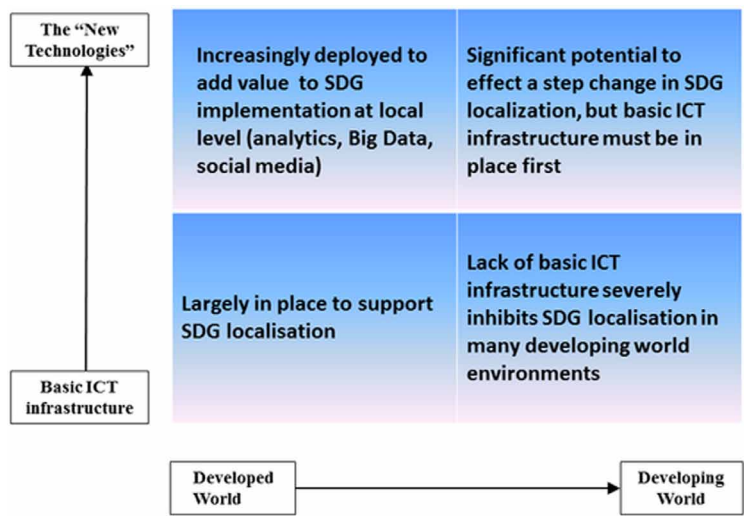 The “New
Technologies”
Increasingly deployed to
add value to SDG
implementation at local
level (analytics, Big Data,
social media)
Significant potential to
effect a step change in SDG
localization, but basic ICT
infrastructure must be in
place first
Largely in place to support
SDG localisation
Lack of basic ICT
infrastructure severely
inhibits SDG localisation in
many developing world
environments
Basic ICT
infrastructure
Developed
World
Developing
World